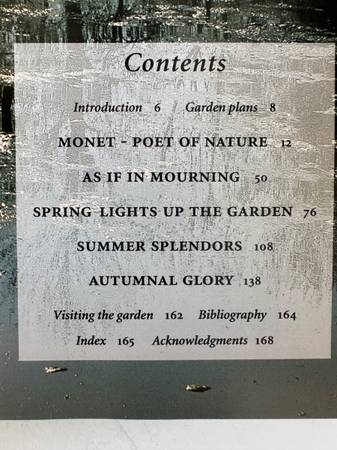 Contents
Introduction 6 Garden plans 8
MONET - POET OF NATURE 12
AS IF IN MOURNING 50
SPRING LIGHTS UP THE GARDEN 76
SUMMER SPLENDORS 108
AUTUMNAL GLORY 138
Visiting the garden 162 Bibliography 164
Index 165 Acknowledgments 168